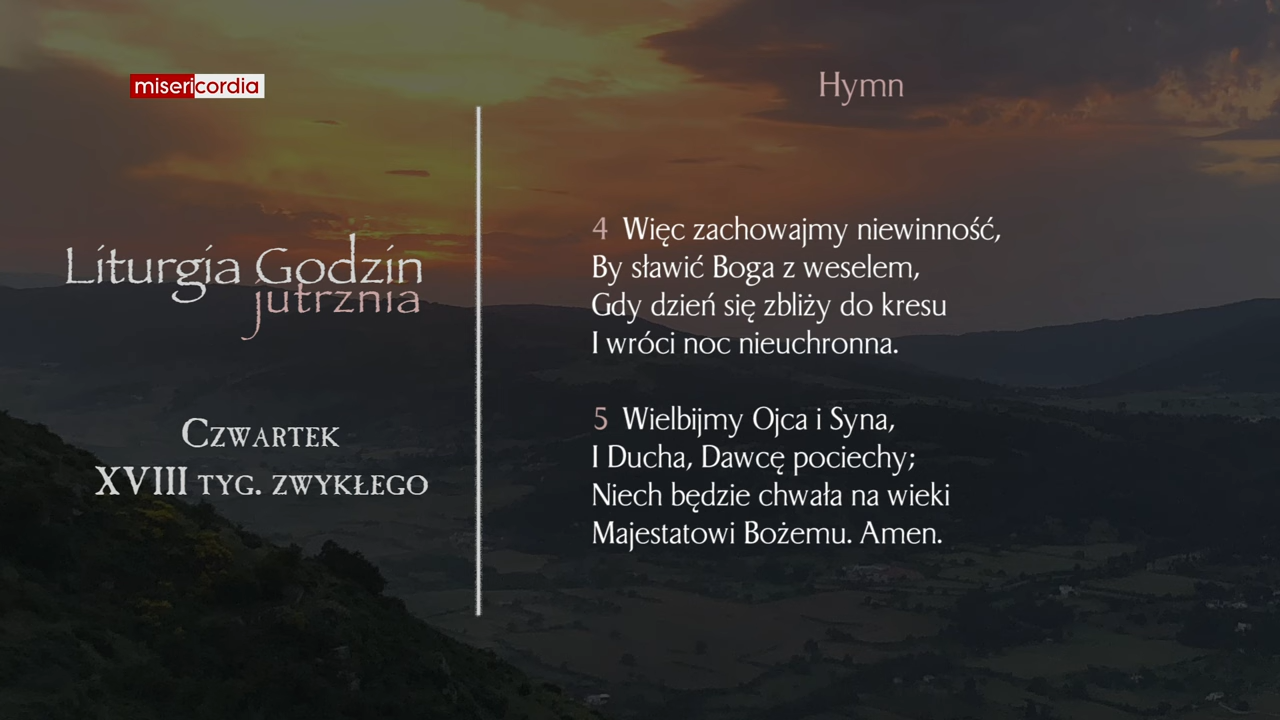 misericordia
Liturgia Godzin
jutrznia
Czwartek
XVIII tyg. zwykłego
Hymn
4 Więc zachowajmy niewinność,
By sławić Boga z weselem,
Gdy dzień się zbliży do kresu
I wróci noc nieuchronna.
5 Wielbijmy Ojca i Syna,
I Ducha, Dawcę pociechy;
Niech będzie chwała na wieki
Majestatowi Bożemu. Amen.